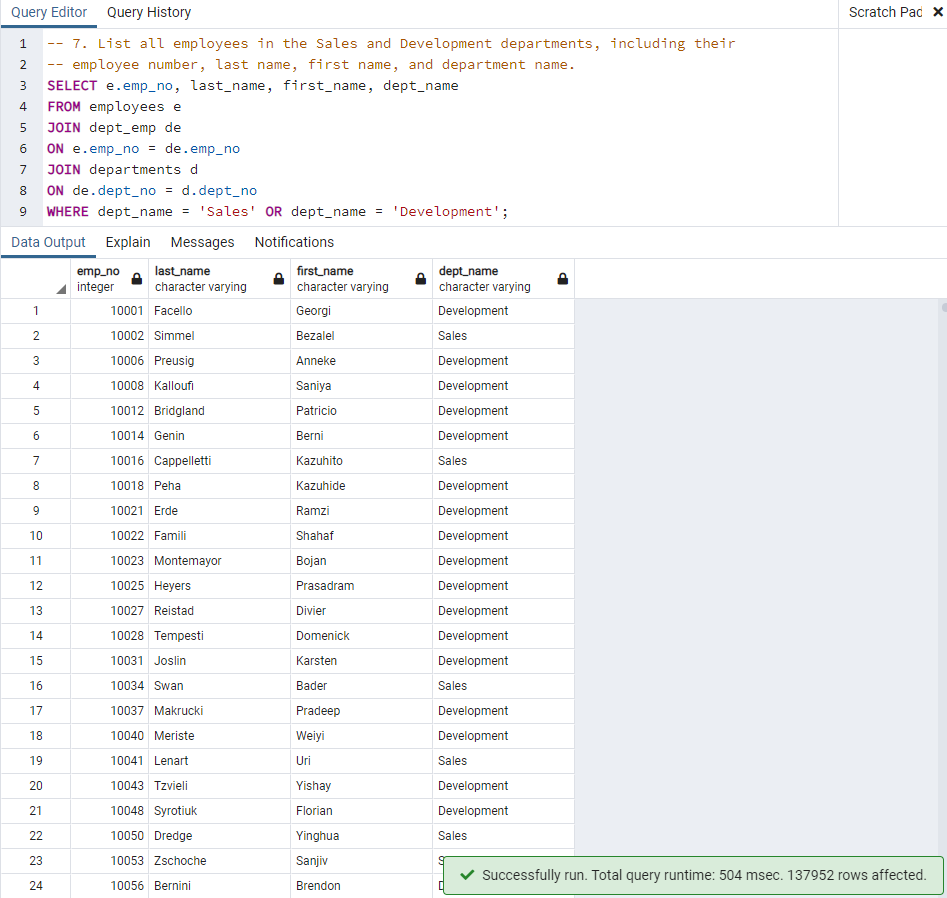 Query Editor Query History Scratch Pad ✕
1 -- 7. List all employees in the Sales and Development departments, including their
2 -- employee number, last name, first name, and department name.
3 SELECT e.emp_no, last_name, first_name, dept_name
4 FROM employees e
5 JOIN dept_emp de
6 ON e.emp_no = de.emp_no
7 JOIN departments d
8 ON de.dept_no = d.dept_no
9 WHERE dept_name = 'Sales' OR dept_name = 'Development';
Data Output Explain Messages Notifications
emp_no last_name first_name dept_name
integer character varying character varying character varying
1 10001 Facello Georgi Development
2 10002 Simmel Bezalel Sales
3 10006 Preusig Anneke Development
4 10008 Kalloufi Saniya Development
5 10012 Bridgland Patricio Development
6 10014 Genin Berni Development
7 10016 Cappelletti Kazuhito Sales
8 10018 Peha Kazuhide Development
9 10021 Erde Ramzi Development
10 10022 Famili Shahaf Development
11 10023 Montemayor Bojan Development
12 10025 Heyers Prasadram Development
13 10027 Reistad Divier Development
14 10028 Tempesti Domenick Development
15 10031 Joslin Karsten Development
16 10034 Swan Bader Sales
17 10037 Makrucki Pradeep Development
18 10040 Meriste Weiyi Development
19 10041 Lenart Uri Sales
20 10043 Tzvieli Yishay Development
21 10048 Syrotiuk Florian Development
22 10050 Dredge Yinghua Sales
23 10053 Zschoche Sanjiv
24 10056 Bernini Brendon
Successfully run. Total query runtime: 504 msec. 137952 rows affected.